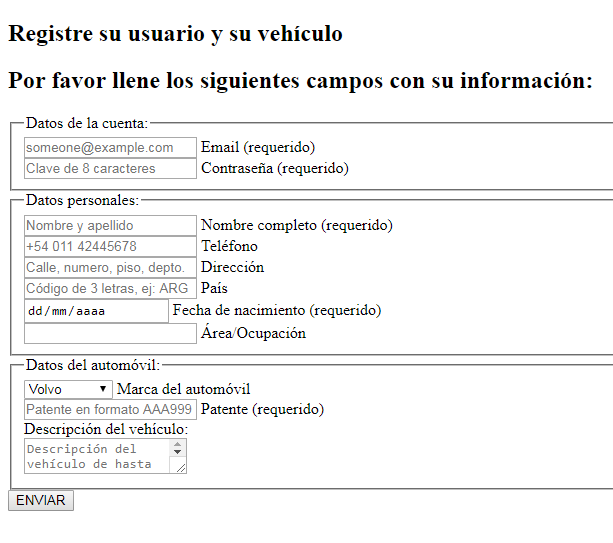 Registre su usuario y su vehículo
Por favor llene los siguientes campos con su información:
Datos de la cuenta:
someone@example.com Email (requerido)
Clave de 8 caracteres Contraseña (requerido)
Datos personales:
Nombre y apellido Nombre completo (requerido)
+54 011 42445678 Teléfono
Calle, numero, piso, depto. Dirección
Código de 3 letras, ej: ARG País
dd/mm/aaaa Fecha de nacimiento (requerido)
Área/Ocupación
Datos del automóvil:
Volvo Marca del automóvil
Patente en formato AAA999 Patente (requerido)
Descripción del vehículo:
Descripción del
vehículo de hasta
ENVIAR